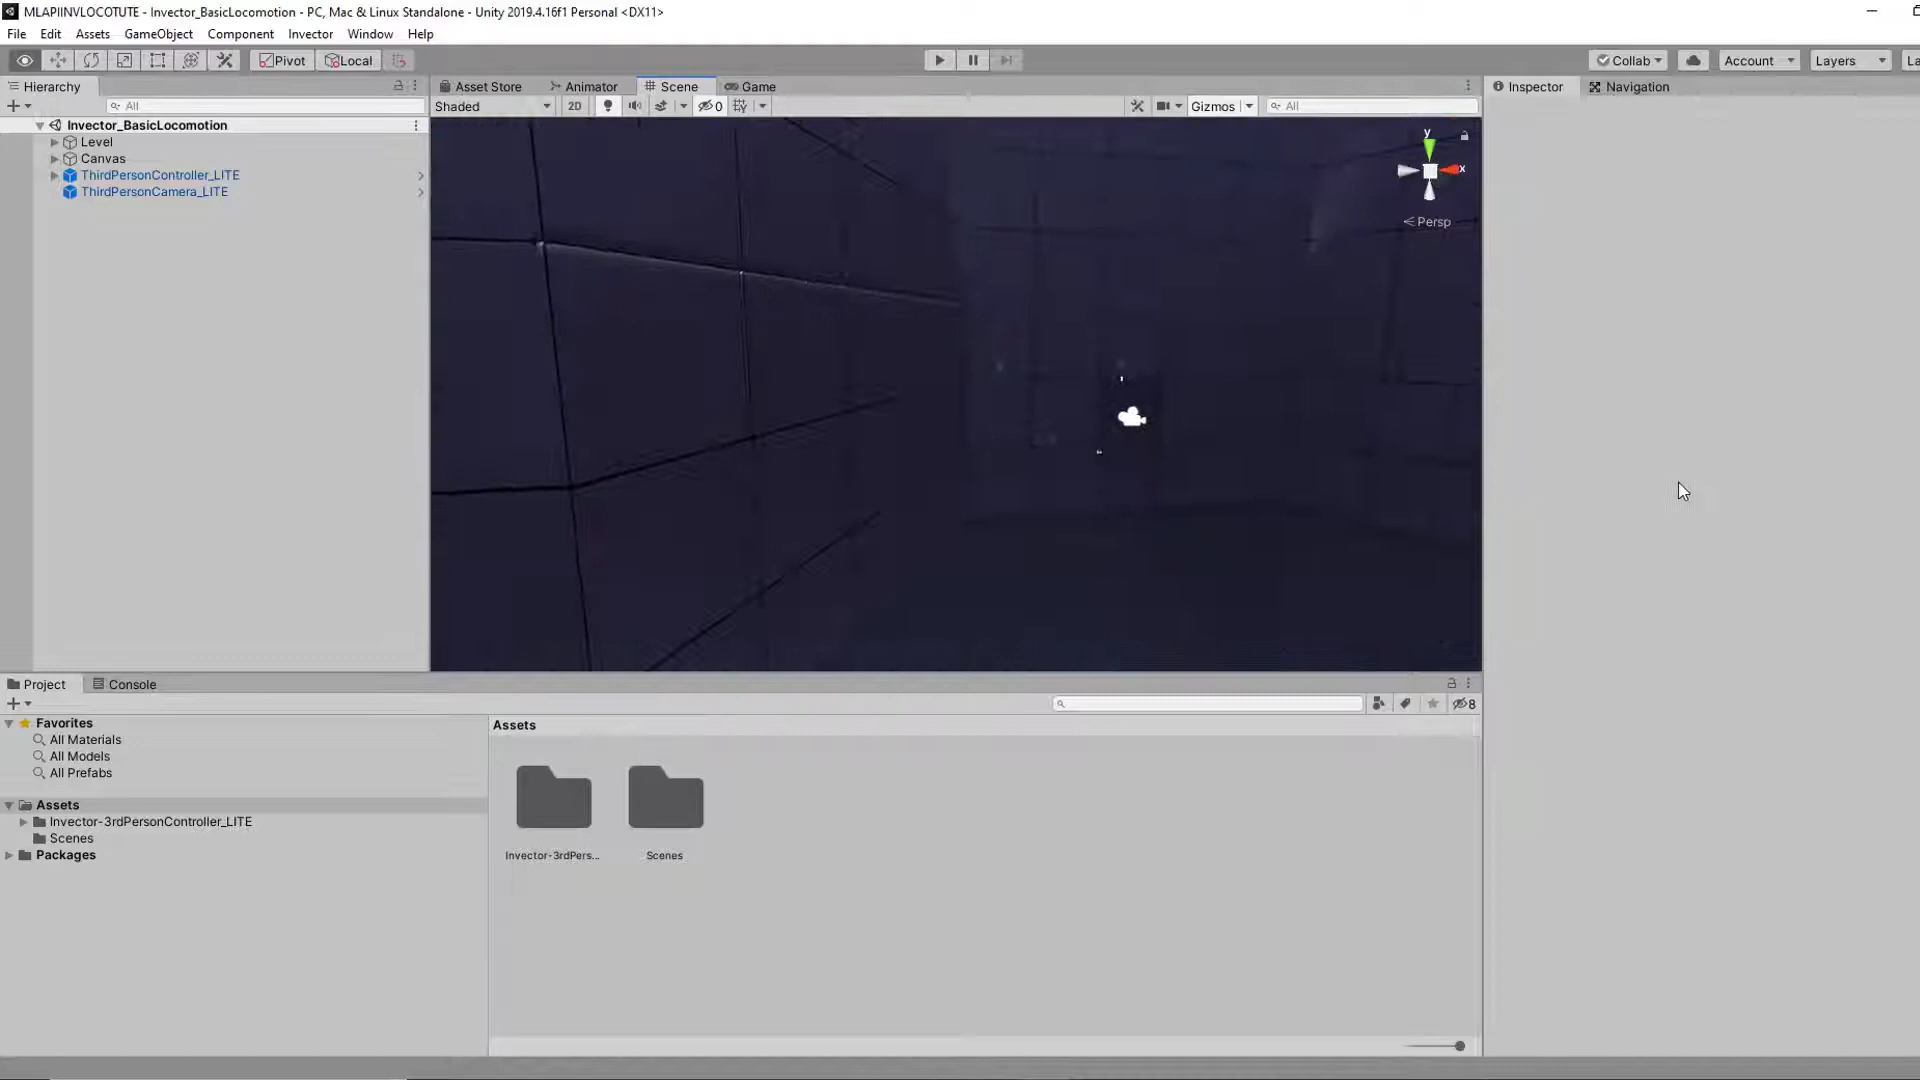 MLAPIINVLOCOTUTE - Invector_BasicLocomotion - PC, Mac & Linux Standalone - Unity 2019.4.16f1 Personal <DX11>
File Edit Assets GameObject Component Invector Window Help
Pivot Local Collab Account Layers La
Hierarchy Asset Store Animator Scene Game Inspector Navigation
All Shaded 2D 0 Gizmos All
Invector_BasicLocomotion
Level
Canvas
ThirdPersonController_LITE
ThirdPersonCamera_LITE
y
x
Persp
Project Console
8
Favorites
All Materials
All Models
All Prefabs
Assets
Invector-3rdPersonController_LITE
Scenes
Packages
Assets
Invector-3rdPers...
Scenes